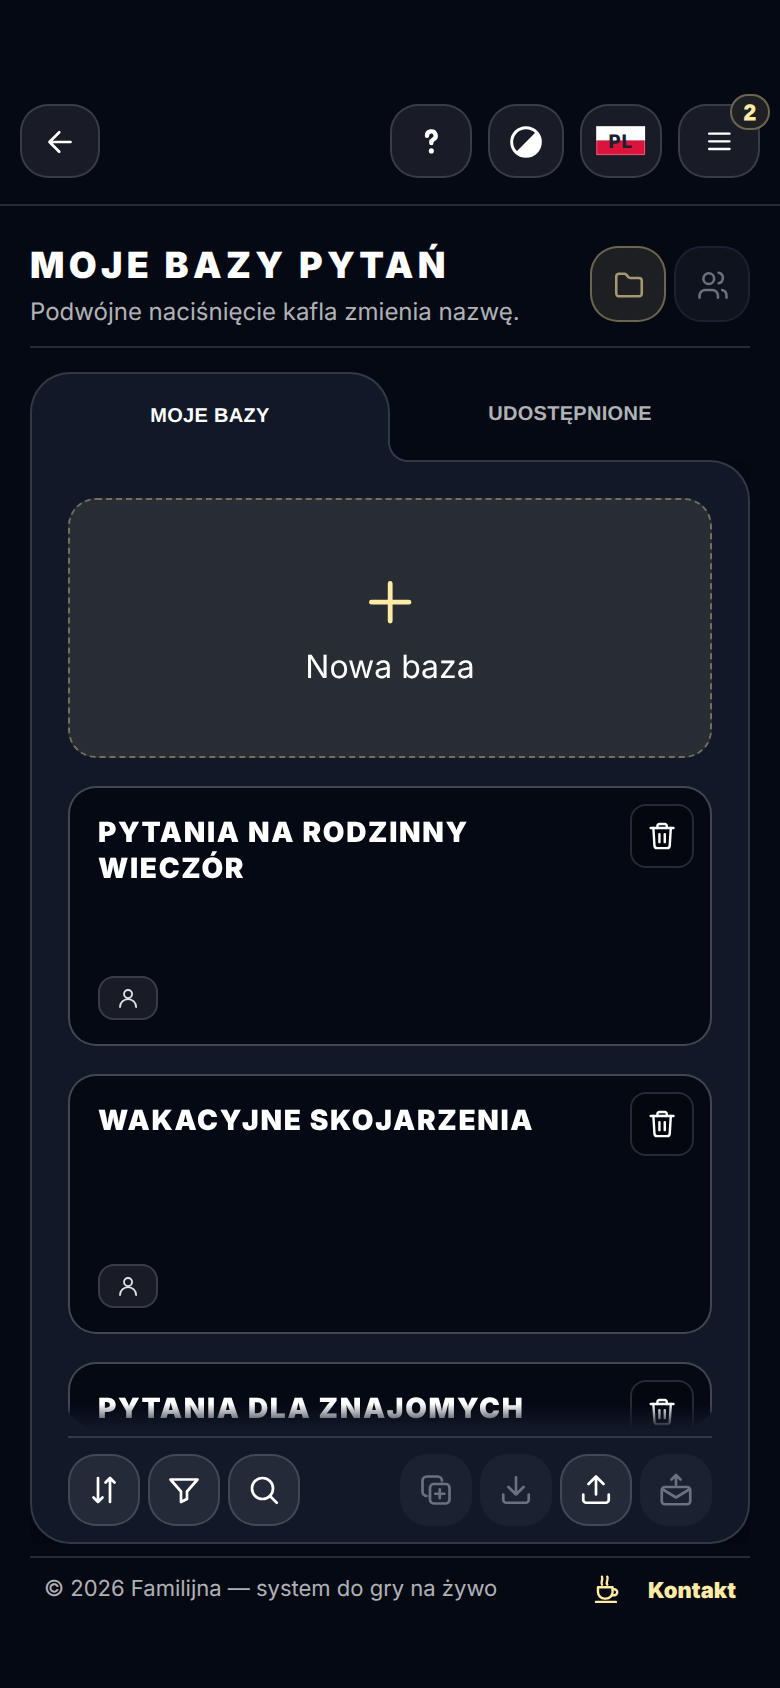 ?
PL
2
MOJE BAZY PYTAŃ
Podwójne naciśnięcie kafla zmienia nazwę.
MOJE BAZY
UDOSTĘPNIONE
Nowa baza
PYTANIA NA RODZINNY
WIECZÓR
WAKACYJNE SKOJARZENIA
PYTANIA DLA ZNAJOMYCH
© 2026 Familijna — system do gry na żywo
Kontakt